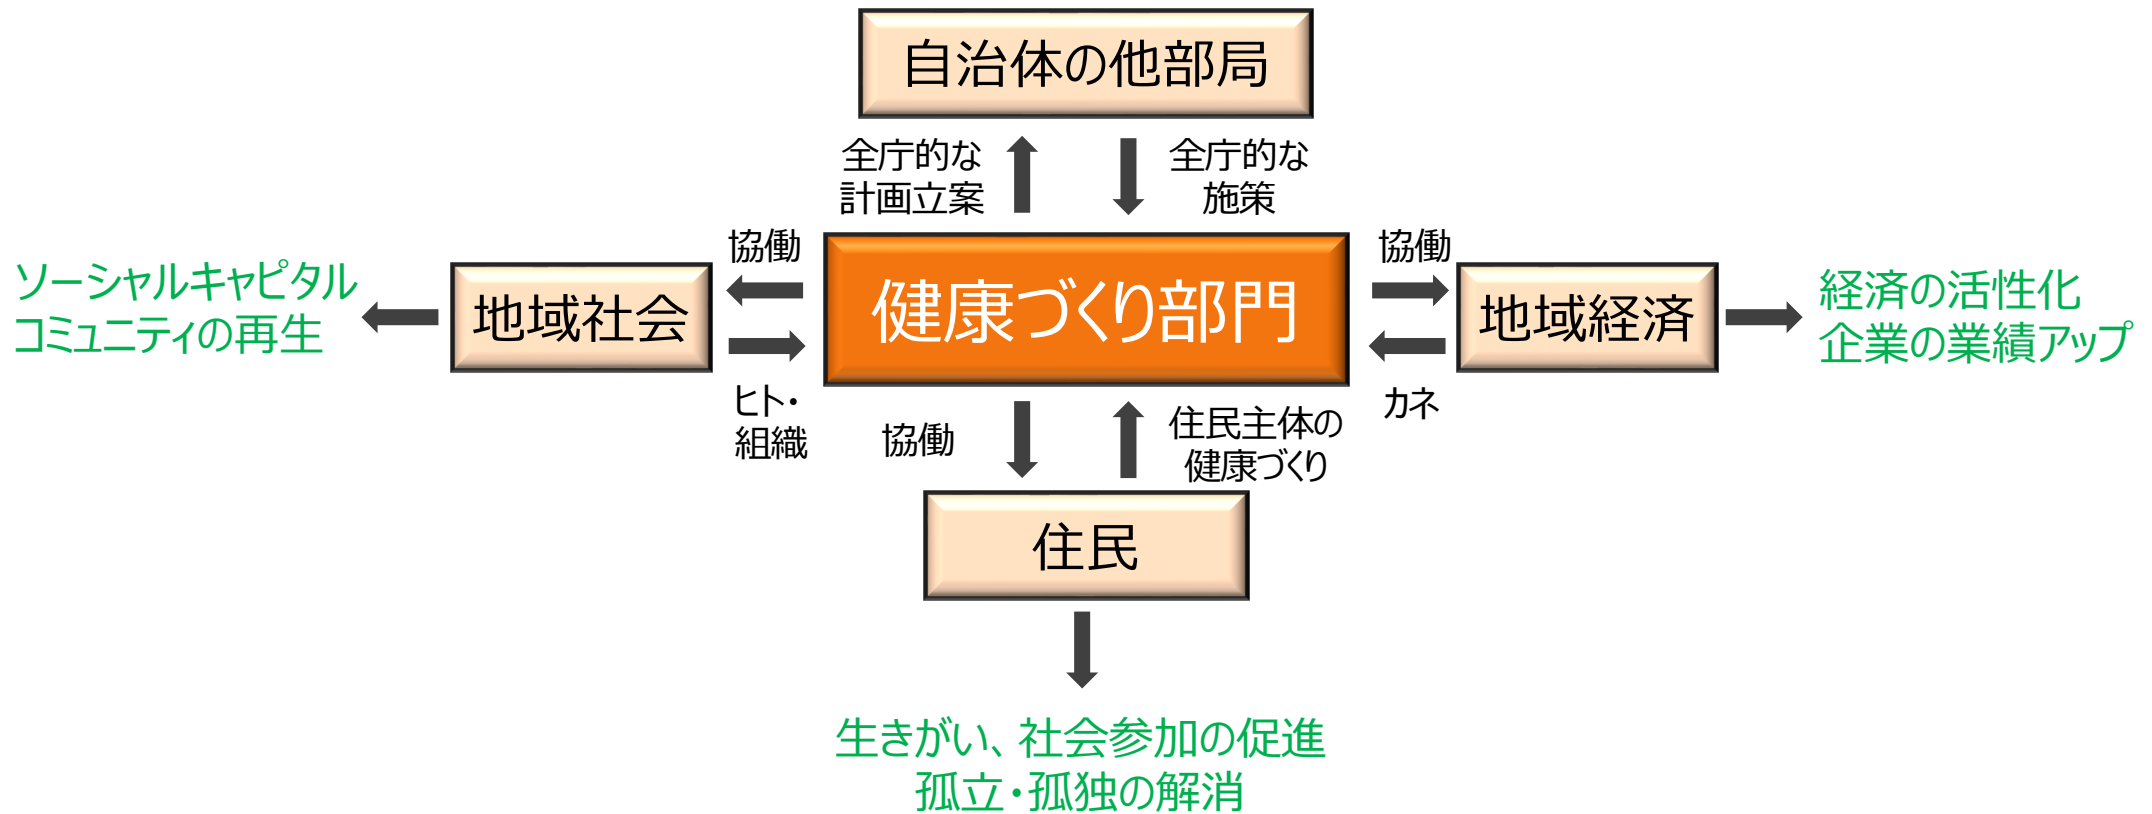 自治体の他部局
全庁的な
計画立案
全庁的な
施策
協働
協働
ソーシャルキャピタル
コミュニティの再生
地域社会
健康づくり部門
地域経済
経済の活性化
企業の業績アップ
ヒト・
組織
協働
住民主体の
健康づくり
カネ
住民
生きがい、社会参加の促進
孤立・孤独の解消